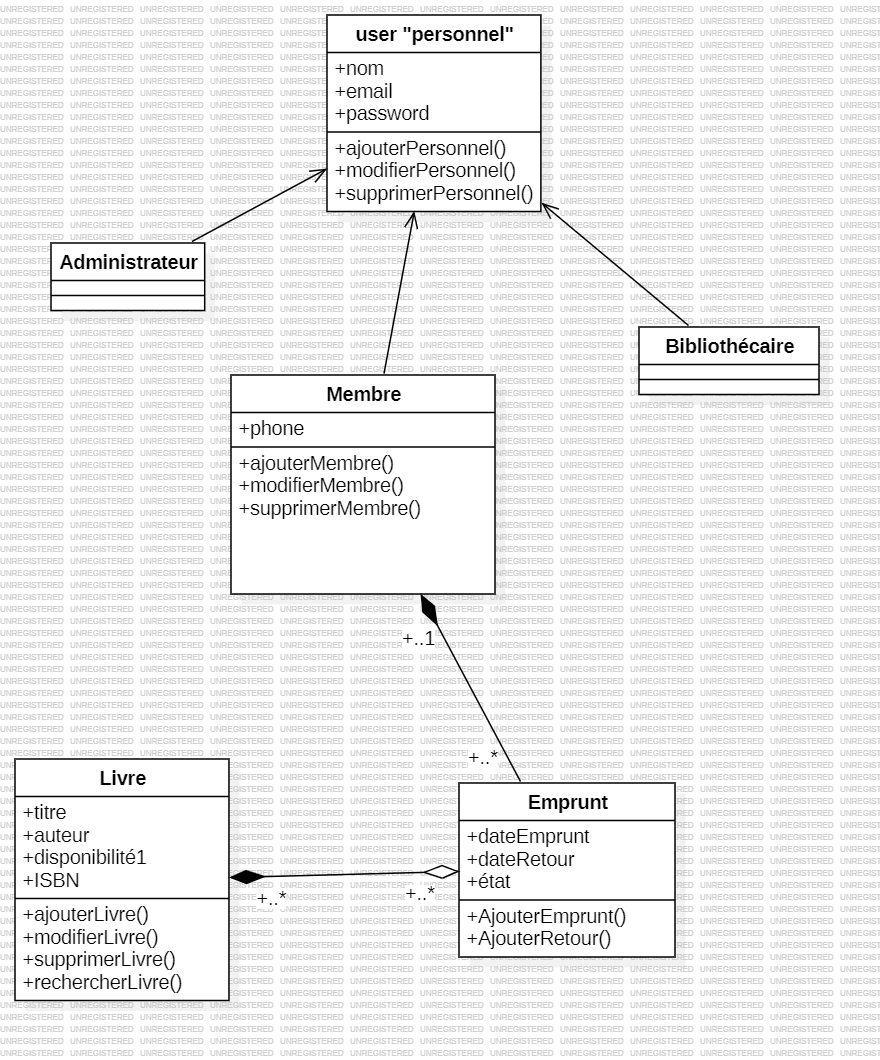 user "personnel"
+nom
+email
+password
+ajouterPersonnel()
+modifierPersonnel()
+supprimerPersonnel()
Administrateur
Bibliothécaire
Membre
+phone
+ajouterMembre()
+modifierMembre()
+supprimerMembre()
+..1
+..*
Livre
+titre
+auteur
+disponibilité1
+ISBN
+ajouterLivre()
+modifierLivre()
+supprimerLivre()
+rechercherLivre()
+..*
+..*
Emprunt
+dateEmprunt
+dateRetour
+état
+AjouterEmprunt()
+AjouterRetour()
UNREGISTERED